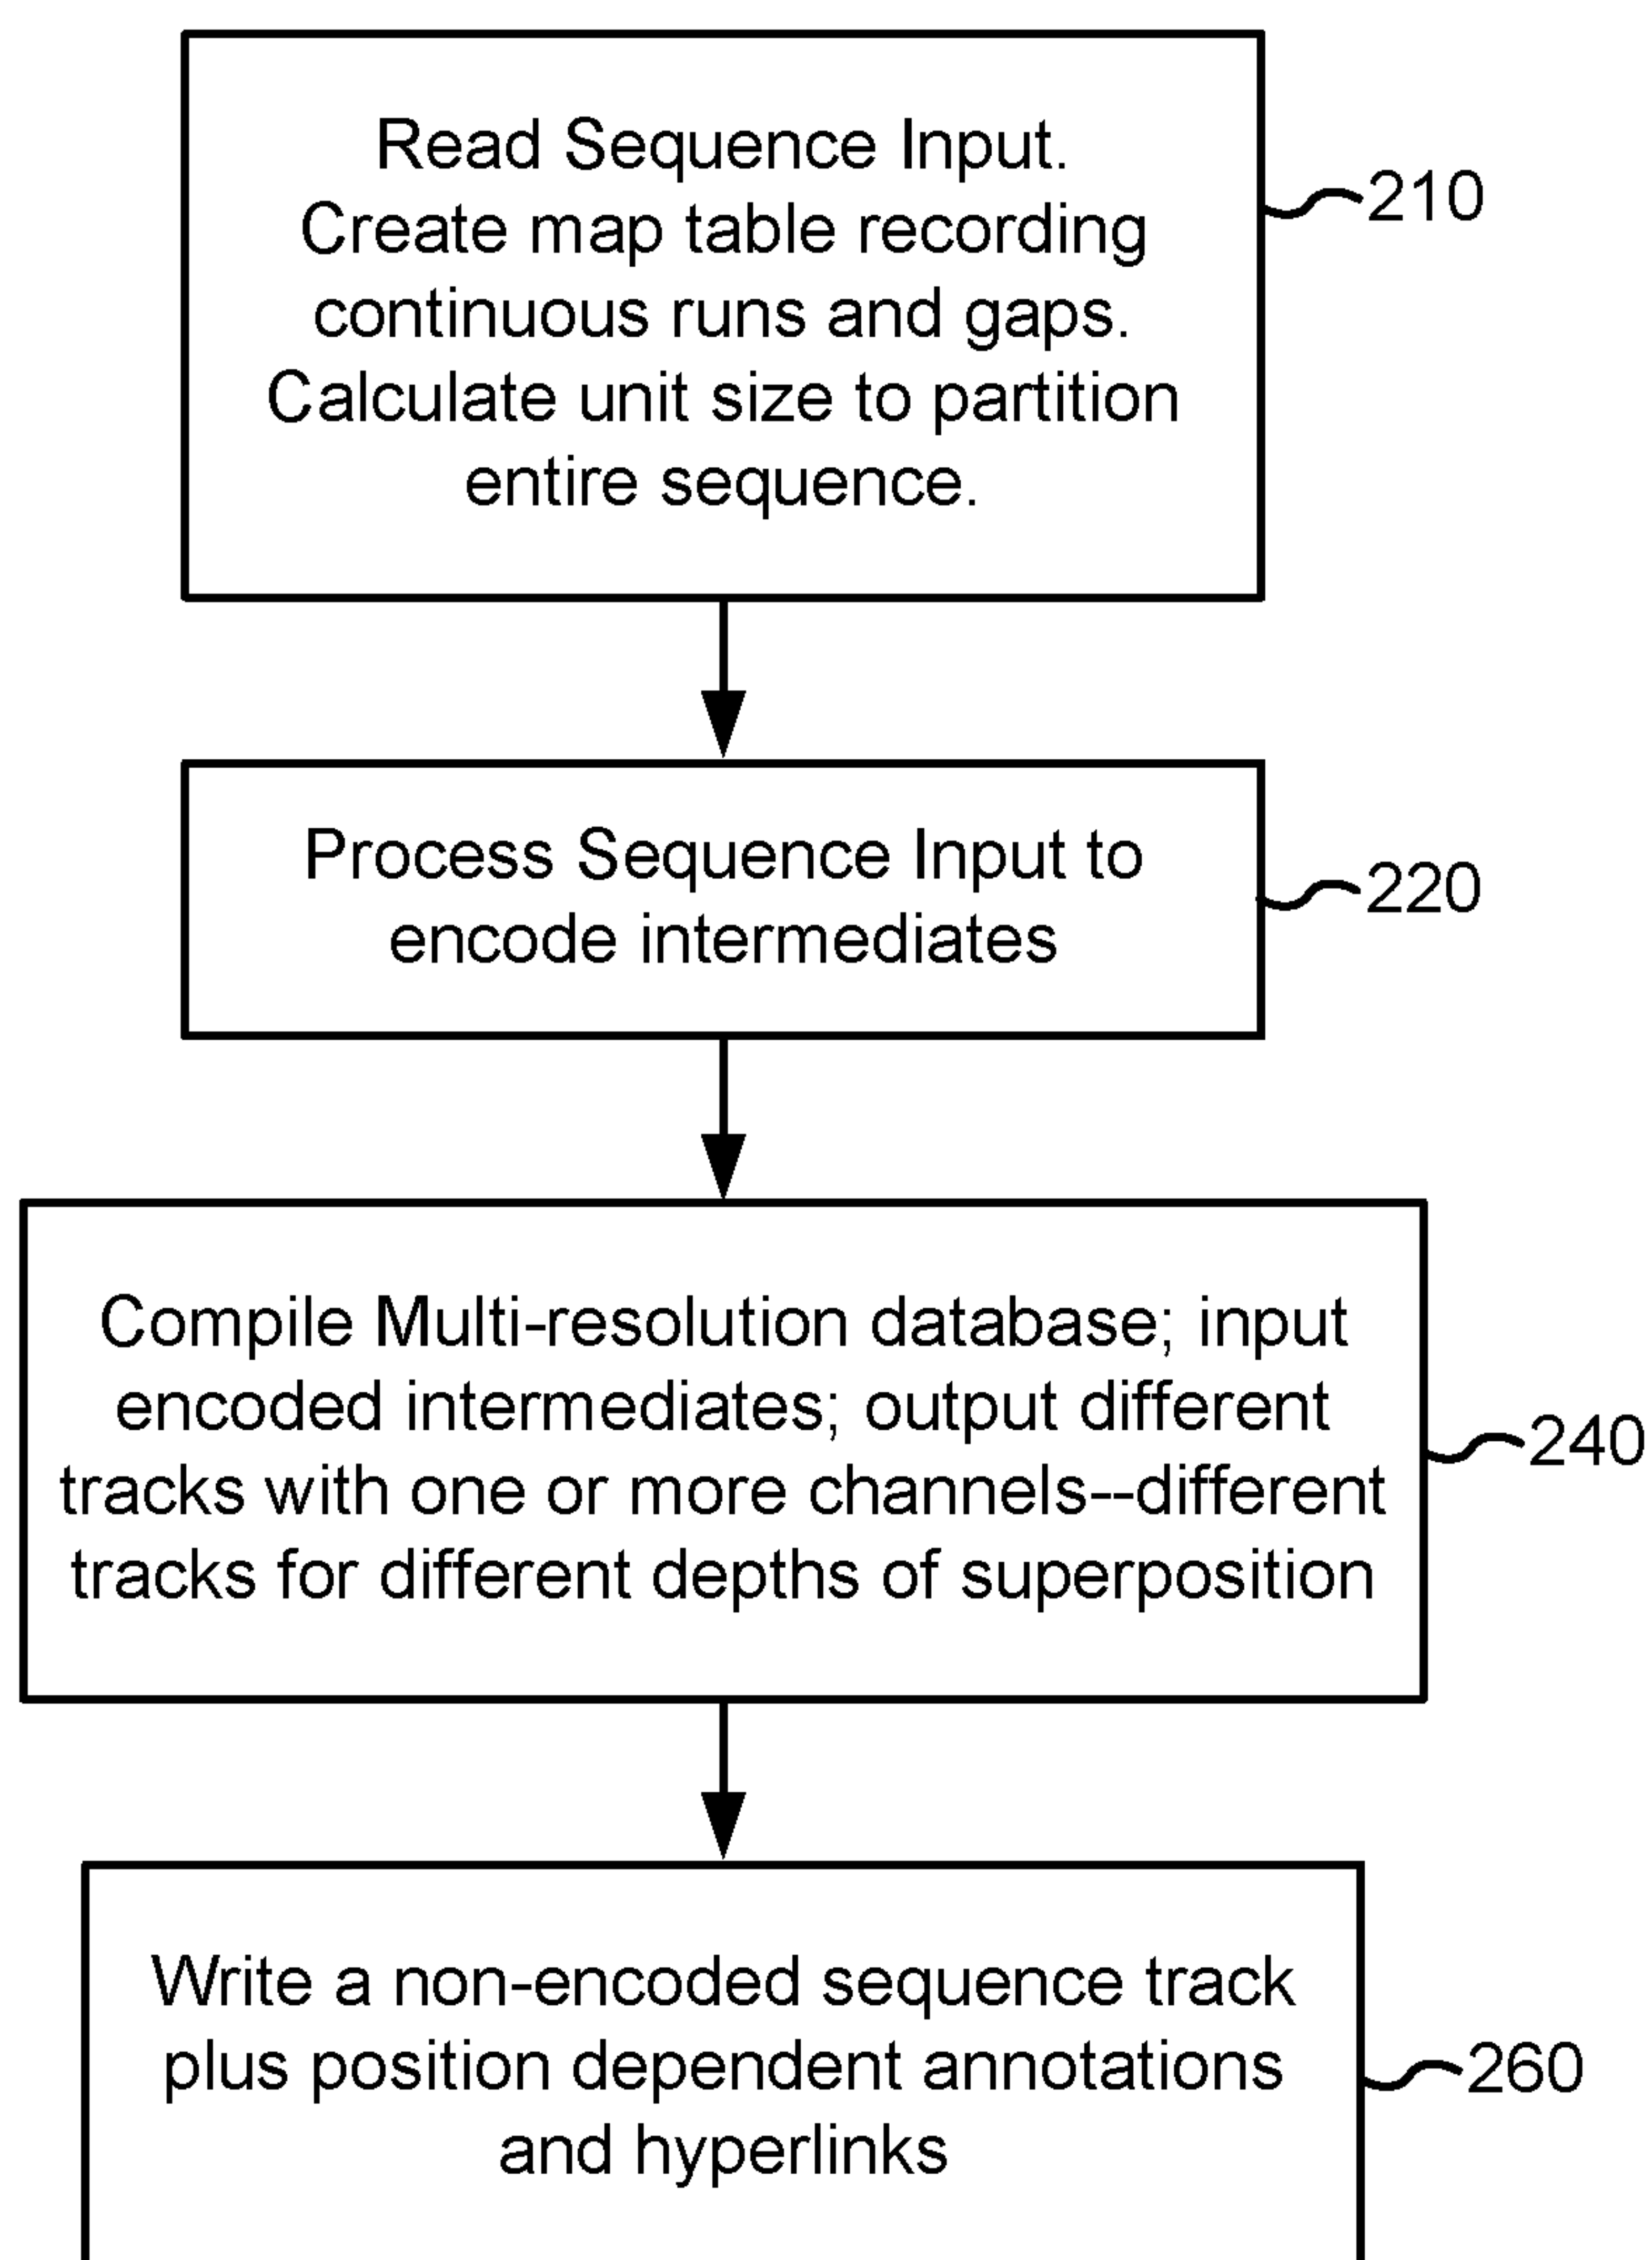 Read Sequence Input.
Create map table recording
continuous runs and gaps.
Calculate unit size to partition
entire sequence.
210
Process Sequence Input to
encode intermediates
220
Compile Multi-resolution database; input
encoded intermediates; output different
tracks with one or more channels--different
tracks for different depths of superposition
240
Write a non-encoded sequence track
plus position dependent annotations
and hyperlinks
260